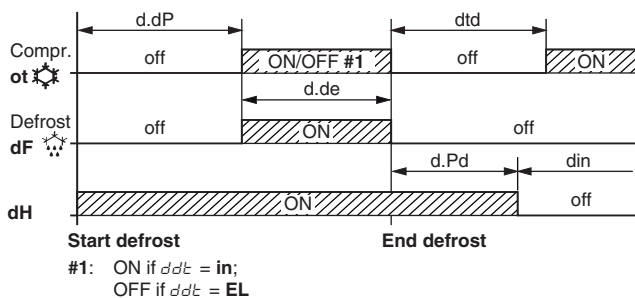 d.dP
dtd
Compr.
ot
off
ON/OFF #1
off
ON
d.de
Defrost
dF
off
ON
off
d.Pd
din
dH
ON
off
Start defrost
End defrost
#1: ON if ddt = in;
OFF if ddt = EL